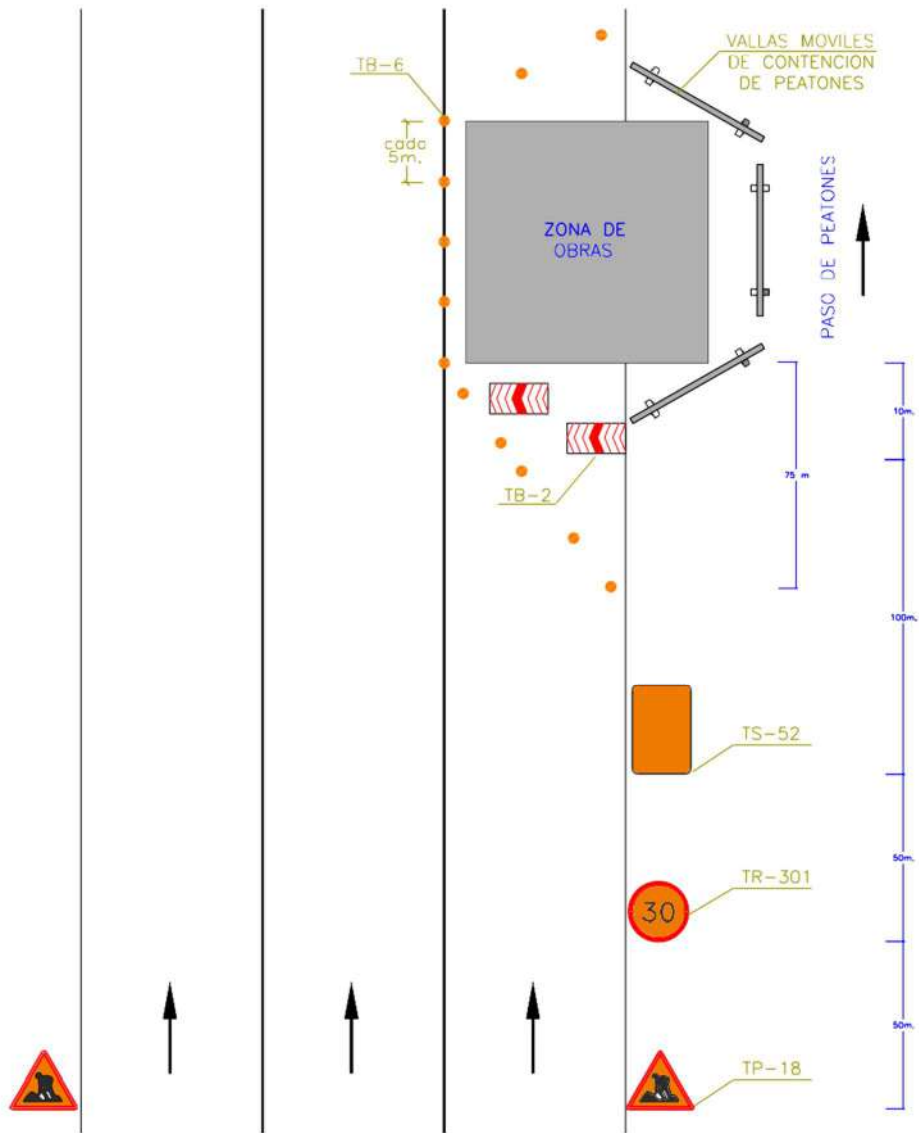 VALLAS MOVILES
DE CONTENCION
DE PEATONES
TB-6
cada
5m.
ZONA DE
OBRAS
PASO DE PEATONES
10m.
75 m
TB-2
100m.
TS-52
50m.
TR-301
30
50m.
TP-18